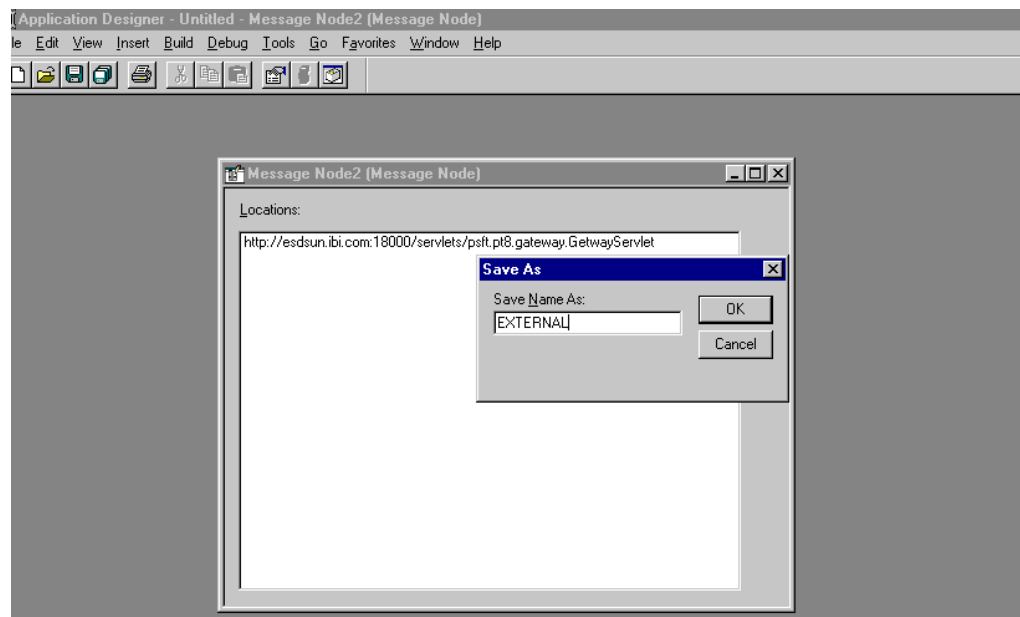 Application Designer - Untitled - Message Node2 (Message Node)
le Edit View Insert Build Debug Tools Go Favorites Window Help
Message Node2 (Message Node)
Locations:
http://esdsun.ibi.com:18000/servlets/psft.pt8.gateway.GetwayServlet
Save As
Save Name As:
OK
EXTERNAL
Cancel